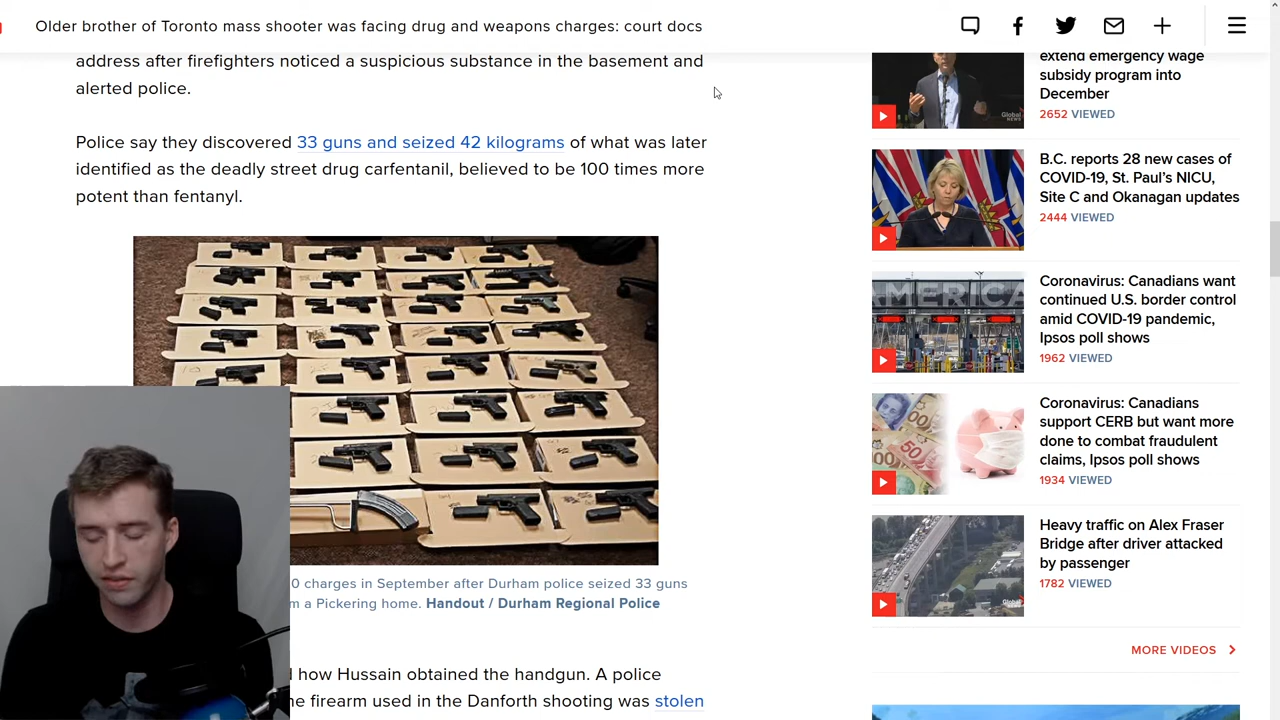 Older brother of Toronto mass shooter was facing drug and weapons charges: court docs
address after firefighters noticed a suspicious substance in the basement and
alerted police.
Police say they discovered 33 guns and seized 42 kilograms of what was later
identified as the deadly street drug carfentanil, believed to be 100 times more
potent than fentanyl.
0 charges in September after Durham police seized 33 guns
m a Pickering home. Handout / Durham Regional Police
how Hussain obtained the handgun. A police
ne firearm used in the Danforth shooting was stolen
extend emergency wage
subsidy program into
December
2652 VIEWED
B.C. reports 28 new cases of
COVID-19, St. Paul's NICU,
Site C and Okanagan updates
2444 VIEWED
AMERICA
Coronavirus: Canadians want
continued U.S. border control
amid COVID-19 pandemic,
Ipsos poll shows
1962 VIEWED
Coronavirus: Canadians
support CERB but want more
done to combat fraudulent
claims, Ipsos poll shows
1934 VIEWED
Heavy traffic on Alex Fraser
Bridge after driver attacked
by passenger
1782 VIEWED
MORE VIDEOS